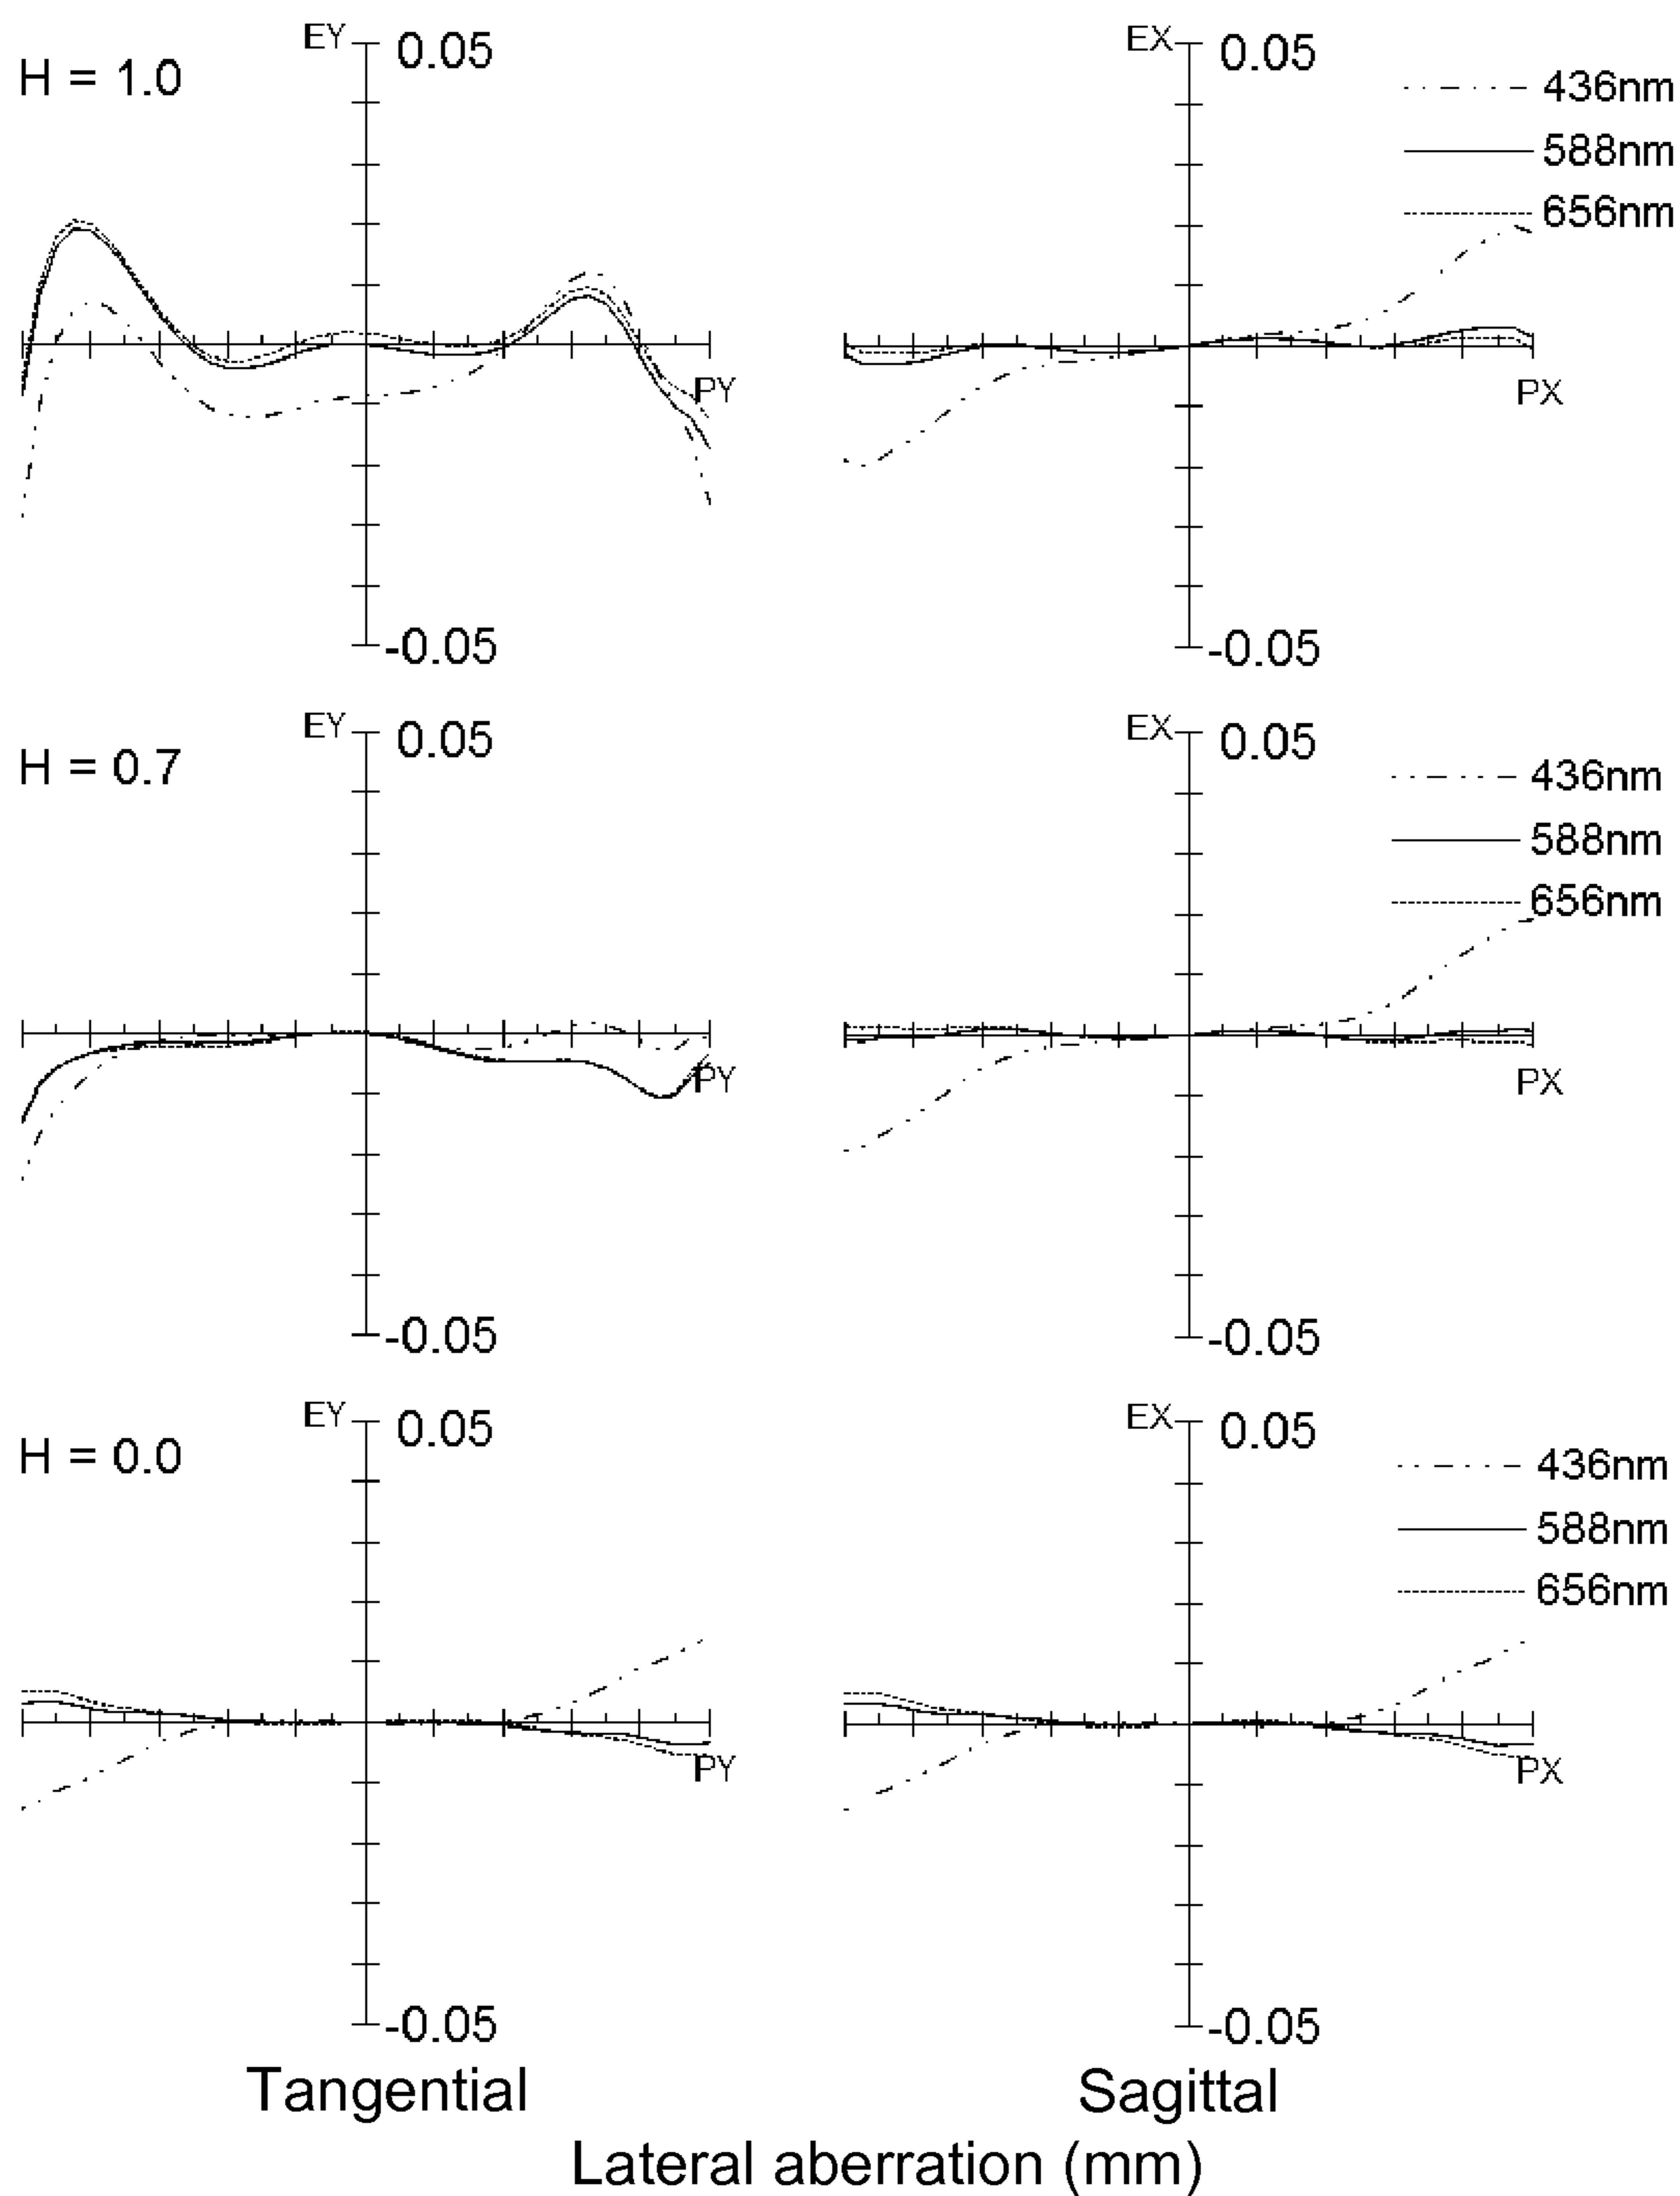 H = 1.0
EY 0.05
-0.05
PY
EX 0.05
-0.05
PX
436nm
588nm
656nm
H = 0.7
EY 0.05
-0.05
PY
EX 0.05
-0.05
PX
436nm
588nm
656nm
H = 0.0
EY 0.05
-0.05
PY
EX 0.05
-0.05
PX
436nm
588nm
656nm
Tangential
Sagittal
Lateral aberration (mm)